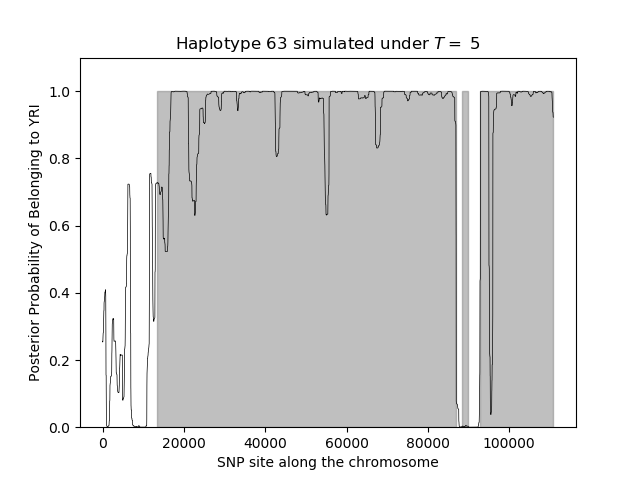 Haplotype 63 simulated under T = 5
Posterior Probability of Belonging to YRI
1.0
0.8
0.6
0.4
0.2
0.0
0 20000 40000 60000 80000 100000
SNP site along the chromosome